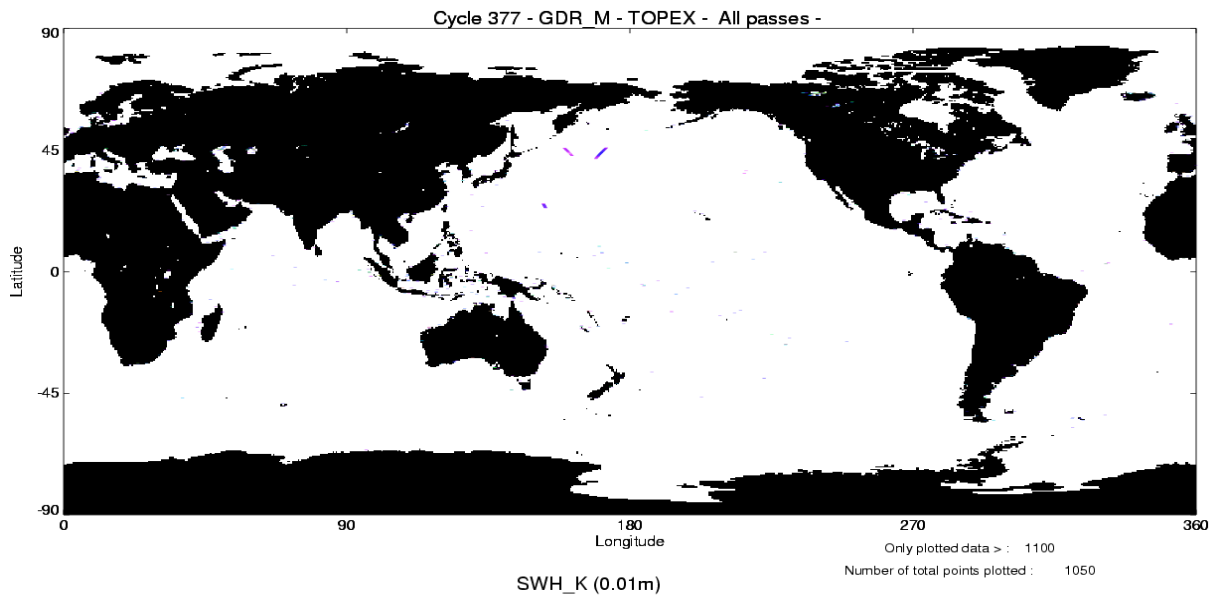 Cycle 377 - GDR_M - TOPEX - All passes -
90
45
0
-45
-90
Latitude
0 90 180 270 360
Longitude
Only plotted data > : 1100
Number of total points plotted : 1050
SWH_K (0.01m)